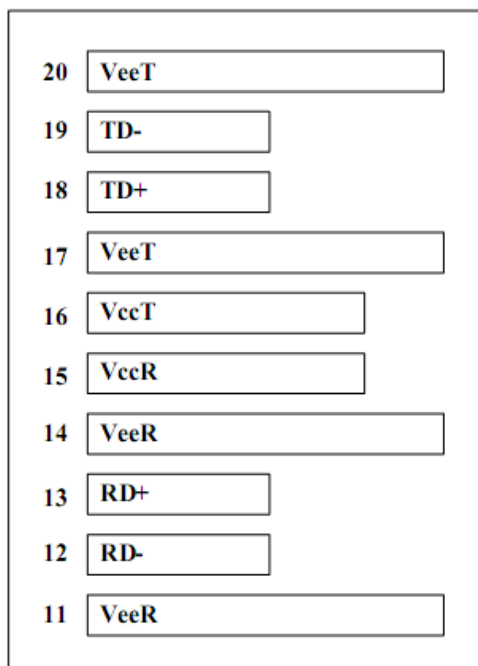 20 VeeT
19 TD-
18 TD+
17 VeeT
16 VccT
15 VccR
14 VeeR
13 RD+
12 RD-
11 VeeR